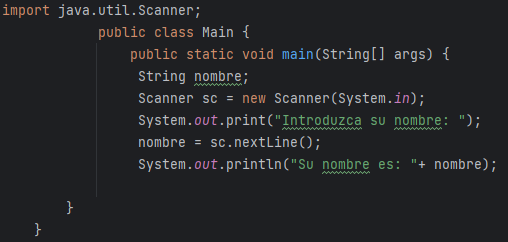 import java.util.Scanner;
public class Main {
public static void main(String[] args) {
String nombre;
Scanner sc = new Scanner(System.in);
System.out.print("Introduzca su nombre: ");
nombre = sc.nextLine();
System.out.println("Su nombre es: "+ nombre);
}
}